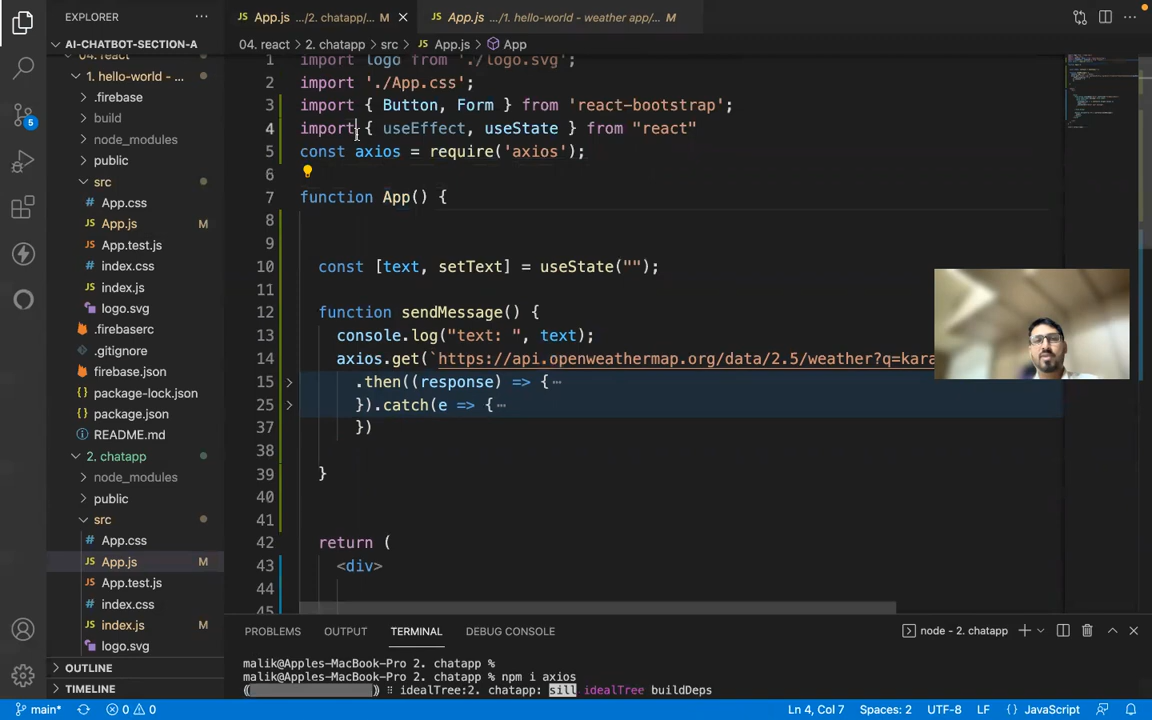 EXPLORER
App.js .../2. chatapp/... M
App.js .../1. hello-world - weather app/... M
AI-CHATBOT-SECTION-A
04. react > 2. chatapp > src > JS App.js > App
04. react
1. hello-world - ...
.firebase
build
node_modules
public
src
# App.css
JS App.js M
JS App.test.js
# index.css
JS index.js
logo.svg
.firebaserc
.gitignore
firebase.json
package-lock.json
package.json
README.md
2. chatapp
node_modules
public
src
# App.css
JS App.js M
JS App.test.js
# index.css
JS index.js M
logo.svg
OUTLINE
TIMELINE
5
1 import logo from './logo.svg';
2 import './App.css';
3 import { Button, Form } from 'react-bootstrap';
4 import { useEffect, useState } from "react"
5 const axios = require('axios');
6
7 function App() {
8
9
10 const [text, setText] = useState("");
11
12 function sendMessage() {
13 console.log("text: ", text);
14 axios.get(`https://api.openweathermap.org/data/2.5/weather?q=kara
15 .then((response) => {⋯
25 }).catch(e => {⋯
37 })
38
39 }
40
41
42 return (
43 <div>
44
45
PROBLEMS OUTPUT TERMINAL DEBUG CONSOLE
node - 2. chatapp
malik@Apples-MacBook-Pro 2. chatapp %
malik@Apples-MacBook-Pro 2. chatapp % npm i axios
idealTree:2. chatapp: sill idealTree buildDeps
main* 0 0
Ln 4, Col 7 Spaces: 2 UTF-8 LF {} JavaScript